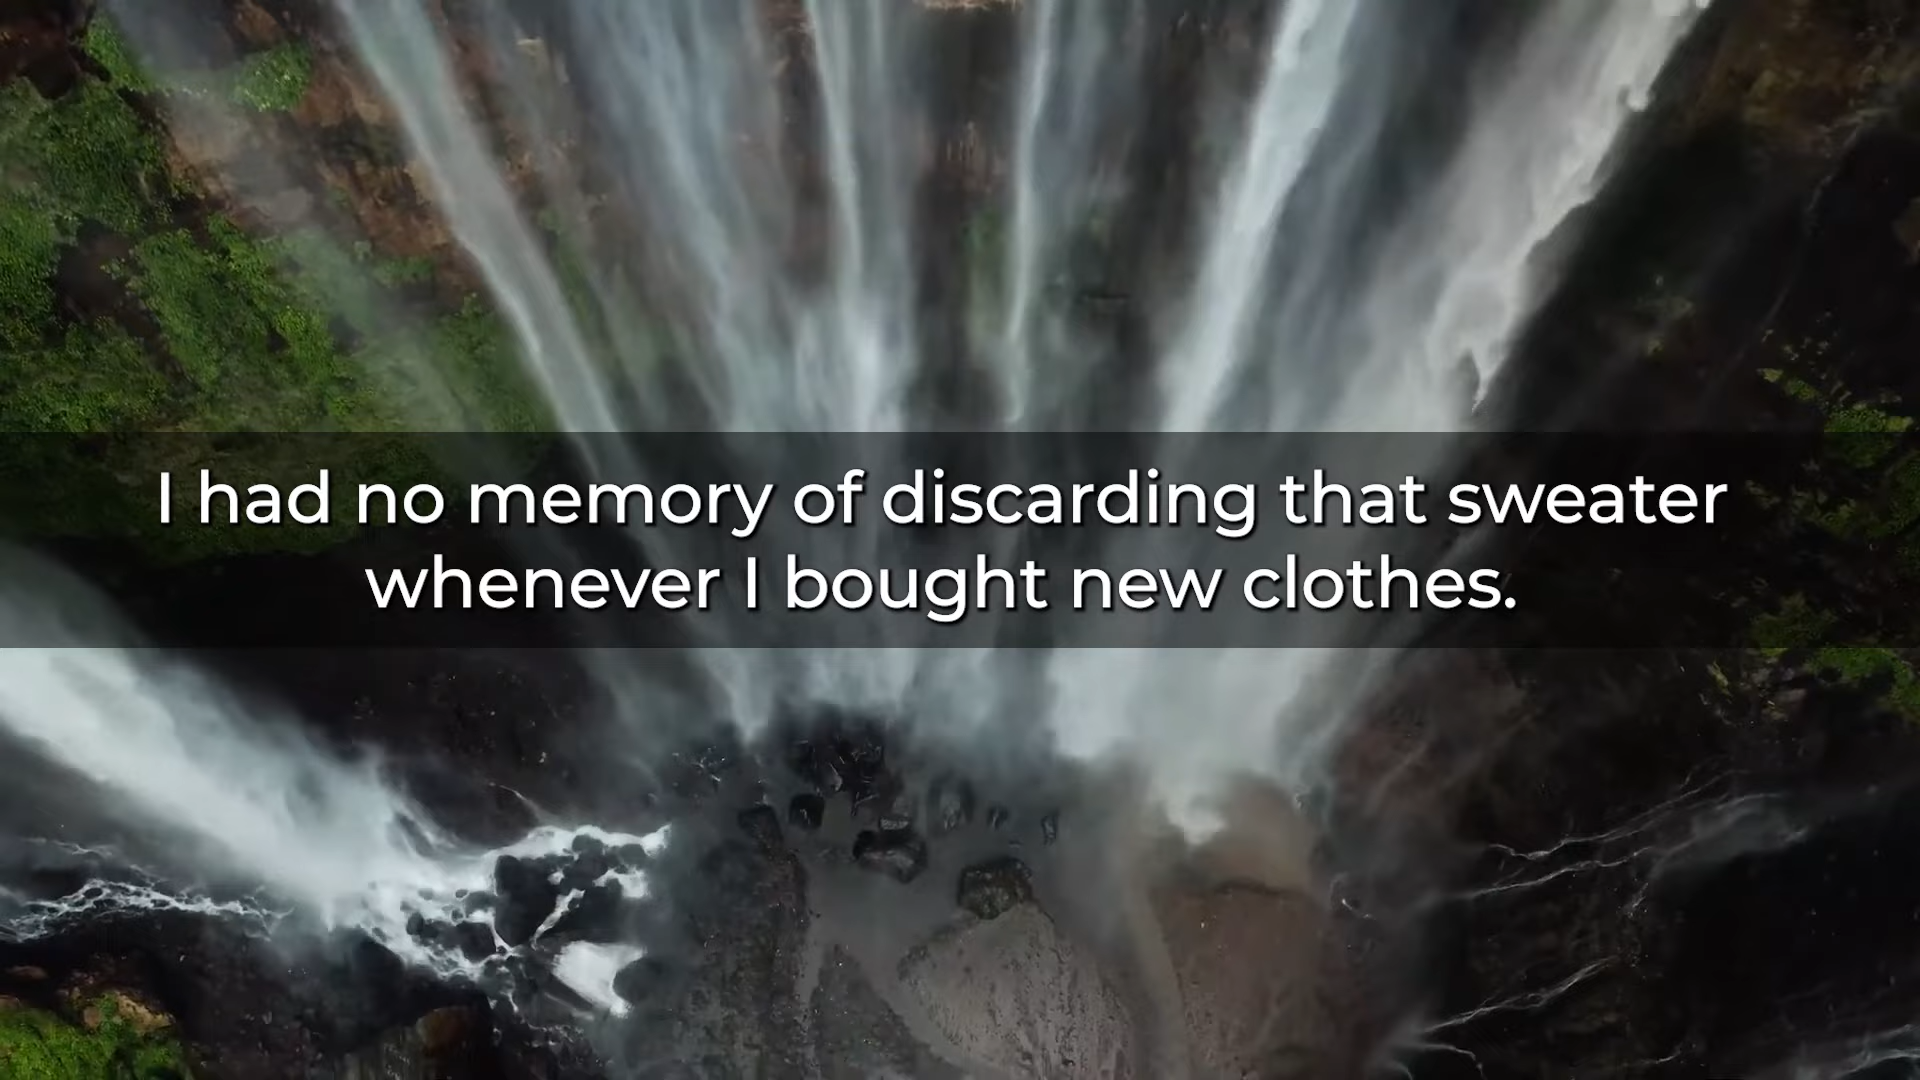 I had no memory of discarding that sweater
whenever I bought new clothes.